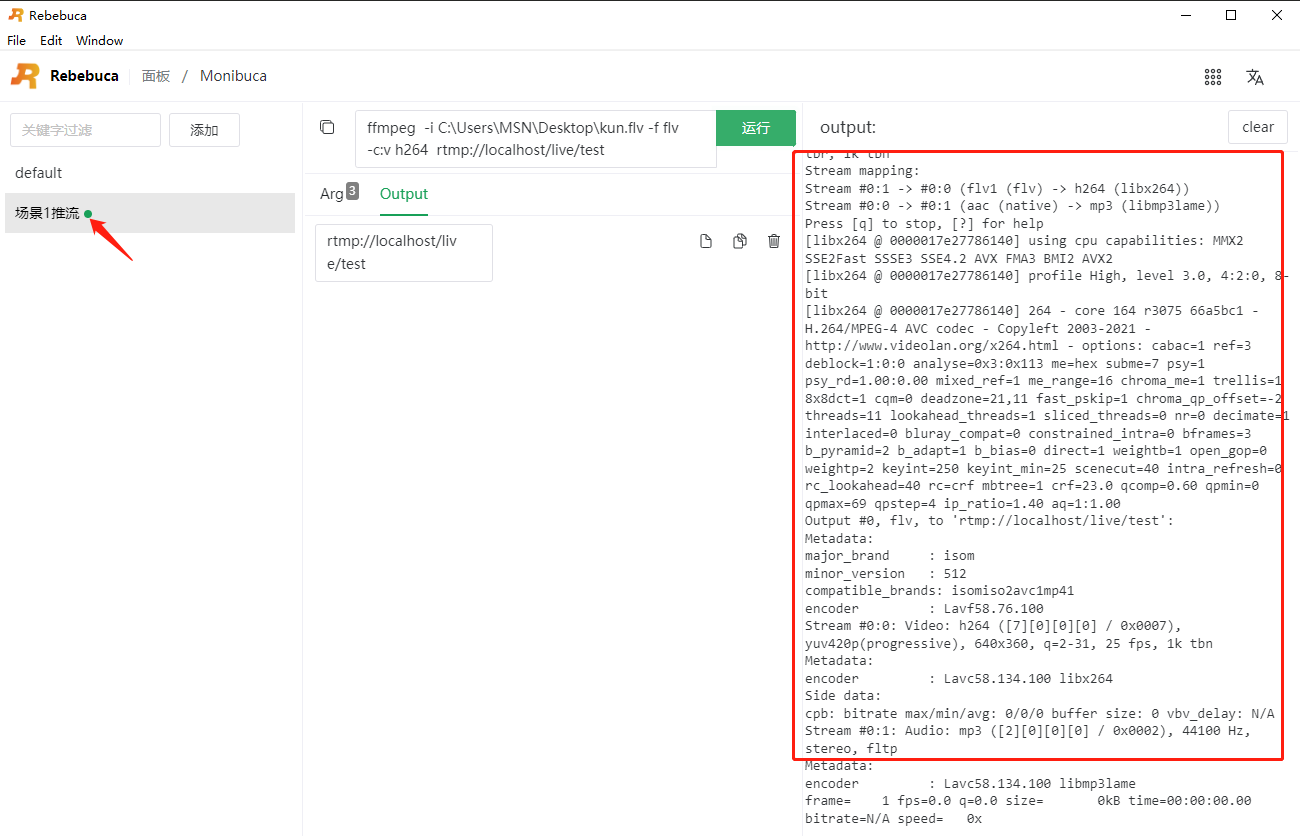 Rebebuca
File Edit Window
Rebebuca 面板 / Monibuca
关键字过滤 添加
default
场景1推流
ffmpeg -i C:\Users\MSN\Desktop\kun.flv -f flv
-c:v h264 rtmp://localhost/live/test
运行
Arg 3 Output
rtmp://localhost/liv
e/test
output:
clear
tbr, 1k tbn
Stream mapping:
Stream #0:1 -> #0:0 (flv1 (flv) -> h264 (libx264))
Stream #0:0 -> #0:1 (aac (native) -> mp3 (libmp3lame))
Press [q] to stop, [?] for help
[libx264 @ 0000017e27786140] using cpu capabilities: MMX2
SSE2Fast SSSE3 SSE4.2 AVX FMA3 BMI2 AVX2
[libx264 @ 0000017e27786140] profile High, level 3.0, 4:2:0, 8-
bit
[libx264 @ 0000017e27786140] 264 - core 164 r3075 66a5bc1 -
H.264/MPEG-4 AVC codec - Copyleft 2003-2021 -
http://www.videolan.org/x264.html - options: cabac=1 ref=3
deblock=1:0:0 analyse=0x3:0x113 me=hex subme=7 psy=1
psy_rd=1.00:0.00 mixed_ref=1 me_range=16 chroma_me=1 trellis=1
8x8dct=1 cqm=0 deadzone=21,11 fast_pskip=1 chroma_qp_offset=-2
threads=11 lookahead_threads=1 sliced_threads=0 nr=0 decimate=1
interlaced=0 bluray_compat=0 constrained_intra=0 bframes=3
b_pyramid=2 b_adapt=1 b_bias=0 direct=1 weightb=1 open_gop=0
weightp=2 keyint=250 keyint_min=25 scenecut=40 intra_refresh=0
rc_lookahead=40 rc=crf mbtree=1 crf=23.0 qcomp=0.60 qpmin=0
qpmax=69 qpstep=4 ip_ratio=1.40 aq=1:1.00
Output #0, flv, to 'rtmp://localhost/live/test':
Metadata:
major_brand : isom
minor_version : 512
compatible_brands: isomiso2avc1mp41
encoder : Lavf58.76.100
Stream #0:0: Video: h264 ([7][0][0][0] / 0x0007),
yuv420p(progressive), 640x360, q=2-31, 25 fps, 1k tbn
Metadata:
encoder : Lavc58.134.100 libx264
Side data:
cpb: bitrate max/min/avg: 0/0/0 buffer size: 0 vbv_delay: N/A
Stream #0:1: Audio: mp3 ([2][0][0][0] / 0x0002), 44100 Hz,
stereo, fltp
Metadata:
encoder : Lavc58.134.100 libmp3lame
frame= 1 fps=0.0 q=0.0 size= 0kB time=00:00:00.00
bitrate=N/A speed= 0x